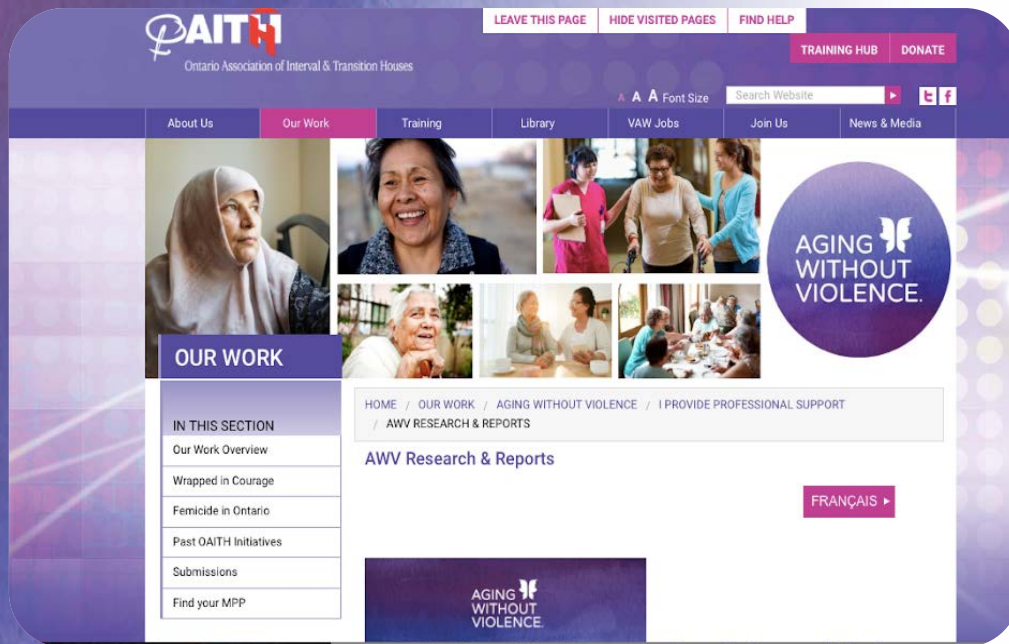 OAITH
Ontario Association of Interval & Transition Houses
LEAVE THIS PAGE
HIDE VISITED PAGES
FIND HELP
TRAINING HUB
DONATE
A A A Font Size
Search Website
About Us
Our Work
Training
Library
VAW Jobs
Join Us
News & Media
AGING
WITHOUT
VIOLENCE.
OUR WORK
IN THIS SECTION
Our Work Overview
Wrapped in Courage
Femicide in Ontario
Past OAITH Initiatives
Submissions
Find your MPP
HOME / OUR WORK / AGING WITHOUT VIOLENCE / I PROVIDE PROFESSIONAL SUPPORT
/ AWV RESEARCH & REPORTS
AWV Research & Reports
FRANÇAIS
AGING
WITHOUT
VIOLENCE.